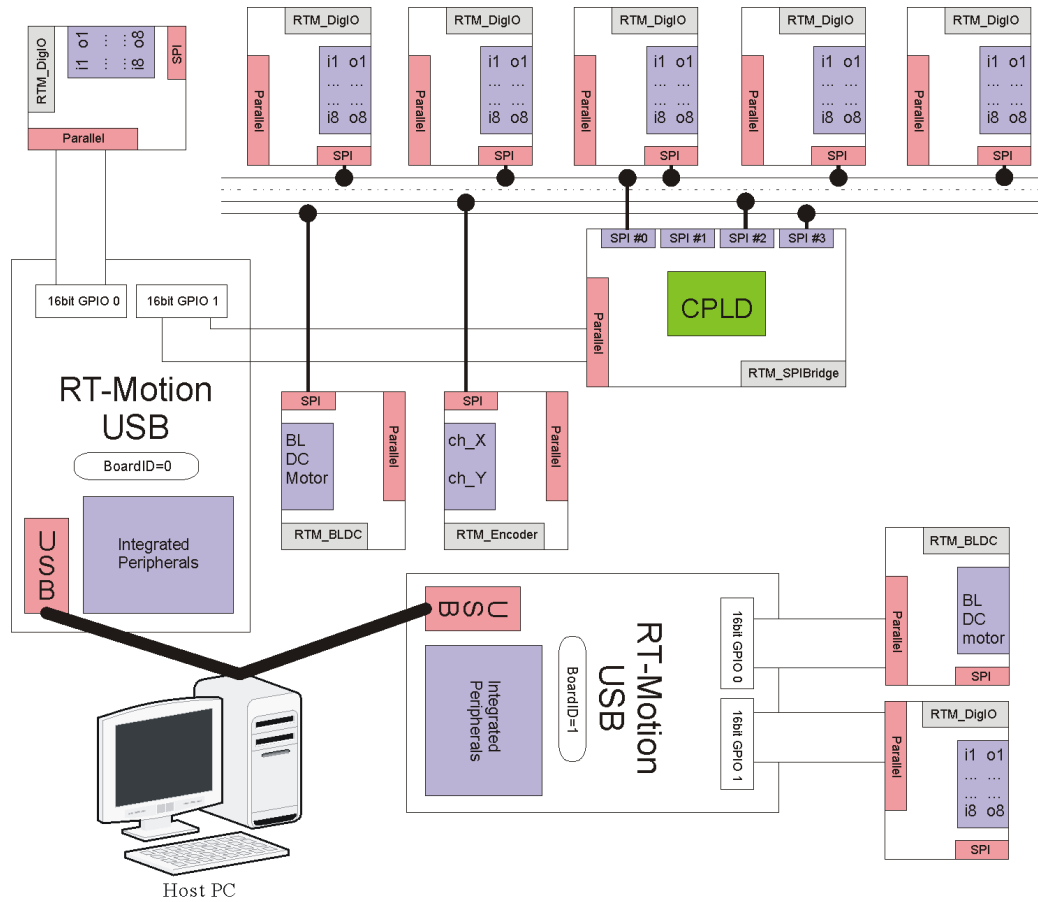 RTM_DigIO
o1 ... ... o8
i1 ... ... i8
SPI
Parallel
RTM_DigIO
Parallel
i1 o1
... ...
... ...
i8 o8
SPI
RTM_DigIO
Parallel
i1 o1
... ...
... ...
i8 o8
SPI
RTM_DigIO
Parallel
i1 o1
... ...
... ...
i8 o8
SPI
RTM_DigIO
Parallel
i1 o1
... ...
... ...
i8 o8
SPI
RTM_DigIO
Parallel
i1 o1
... ...
... ...
i8 o8
SPI
SPI #0
SPI #1
SPI #2
SPI #3
Parallel
CPLD
RTM_SPIBridge
16bit GPIO 0
16bit GPIO 1
RT-Motion
USB
BoardID=0
USB
Integrated
Peripherals
SPI
BL
DC
Motor
Parallel
RTM_BLDC
SPI
ch_X
ch_Y
Parallel
RTM_Encoder
USB
Integrated
Peripherals
BoardID=1
RT-Motion
USB
16bit GPIO 0
16bit GPIO 1
RTM_BLDC
Parallel
BL
DC
motor
SPI
RTM_DigIO
Parallel
i1 o1
... ...
... ...
i8 o8
SPI
Host PC